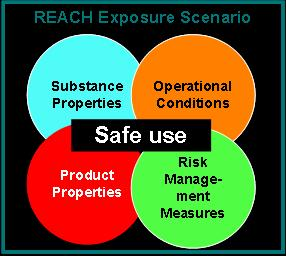 REACH Exposure Scenario
Substance
Properties
Operational
Conditions
Safe use
Product
Properties
Risk
Manage-
ment
Measures